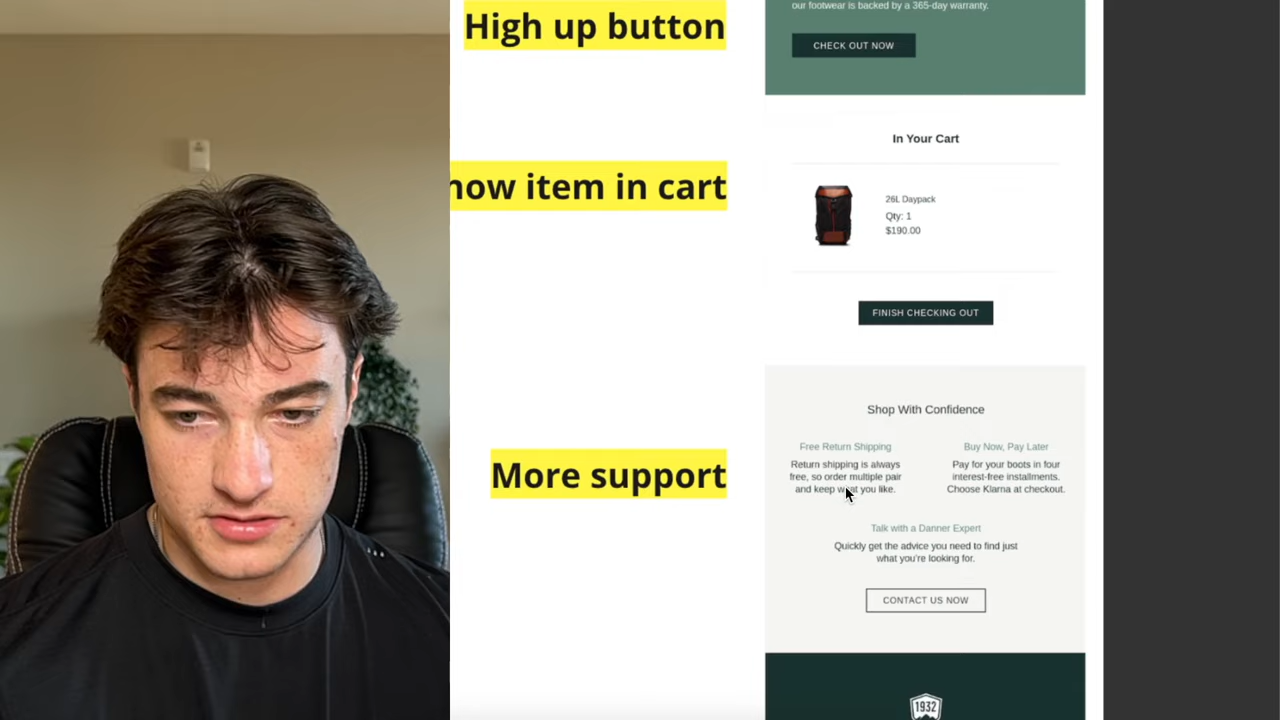 High up button
now item in cart
More support
our footwear is backed by a 365-day warranty.
CHECK OUT NOW
In Your Cart
26L Daypack
Qty: 1
$190.00
FINISH CHECKING OUT
Shop With Confidence
Free Return Shipping
Return shipping is always
free, so order multiple pair
and keep what you like.
Buy Now, Pay Later
Pay for your boots in four
interest-free installments.
Choose Klarna at checkout.
Talk with a Danner Expert
Quickly get the advice you need to find just
what you're looking for.
CONTACT US NOW
1932